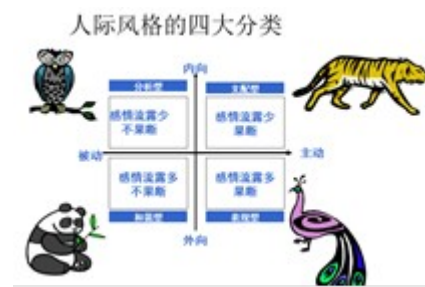 人际风格的四大分类
内向
分析型
支配型
感情流露少
不果断
感情流露少
果断
被动
主动
感情流露多
不果断
感情流露多
果断
和蔼型
表现型
外向